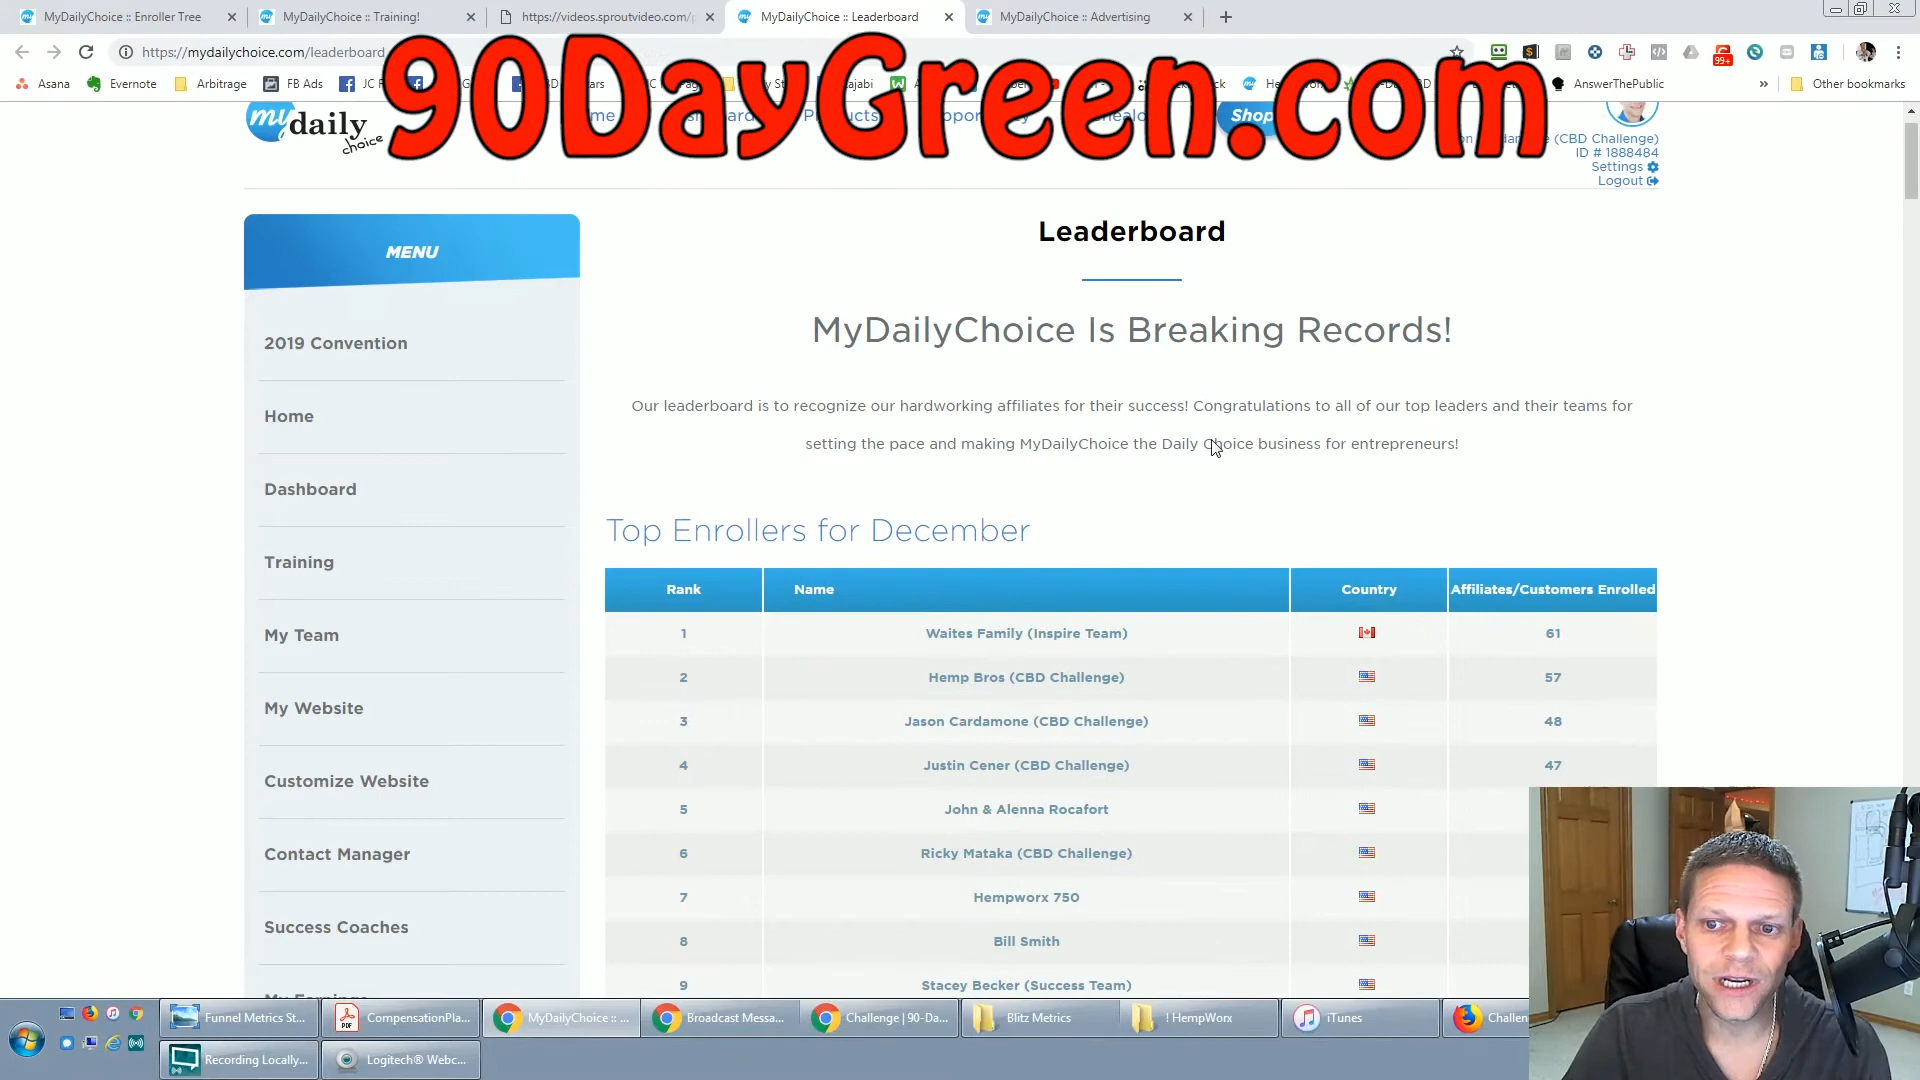 MyDailyChoice :: Enroller Tree
MyDailyChoice :: Training!
https://videos.sproutvideo.com/p
MyDailyChoice :: Leaderboard
MyDailyChoice :: Advertising
https://mydailychoice.com/leaderboard
99+
Asana
Evernote
Arbitrage
FB Ads
AnswerThePublic
»
Other bookmarks
90DayGreen.com
my daily choice
Shop
(CBD Challenge)
ID # 1888484
Settings
Logout
MENU
2019 Convention
Home
Dashboard
Training
My Team
My Website
Customize Website
Contact Manager
Success Coaches
My Earnings
Leaderboard
MyDailyChoice Is Breaking Records!
Our leaderboard is to recognize our hardworking affiliates for their success! Congratulations to all of our top leaders and their teams for
setting the pace and making MyDailyChoice the Daily Choice business for entrepreneurs!
Top Enrollers for December
Rank Name Country Affiliates/Customers Enrolled
1 Waites Family (Inspire Team) 61
2 Hemp Bros (CBD Challenge) 57
3 Jason Cardamone (CBD Challenge) 48
4 Justin Cener (CBD Challenge) 47
5 John & Alenna Rocafort
6 Ricky Mataka (CBD Challenge)
7 Hempworx 750
8 Bill Smith
9 Stacey Becker (Success Team)
Funnel Metrics St...
CompensationPla...
MyDailyChoice :: ...
Broadcast Messa...
Challenge | 90-Da...
Blitz Metrics
! HempWorx
iTunes
Challen
Recording Locally...
Logitech® Webc...